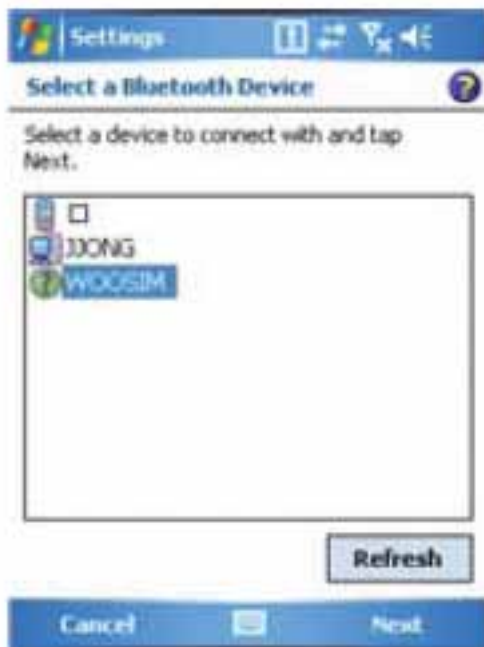 Settings
Select a Bluetooth Device
Select a device to connect with and tap
Next.
□
JJONG
WOOSIM
Refresh
Cancel Next